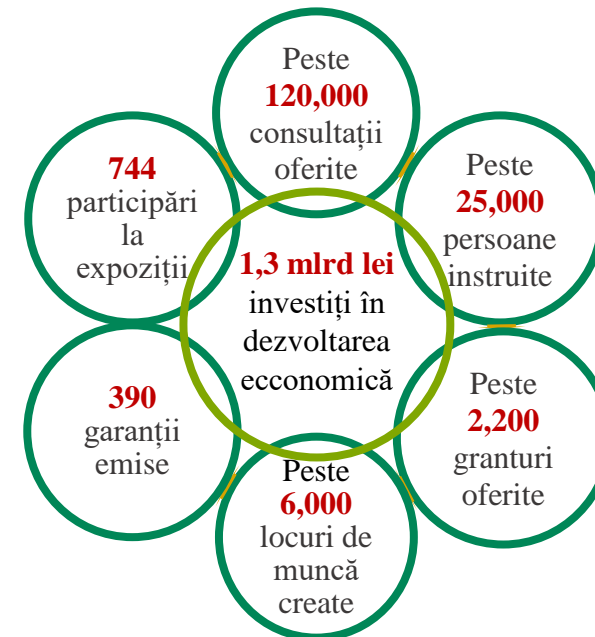 Peste
120,000
consultații
oferite
Peste
25,000
persoane
instruite
Peste
2,200
granturi
oferite
Peste
6,000
locuri de
muncă
create
390
garanții
emise
744
participări
la
expoziții
1,3 mlrd lei
investiți în
dezvoltarea
ecconomică